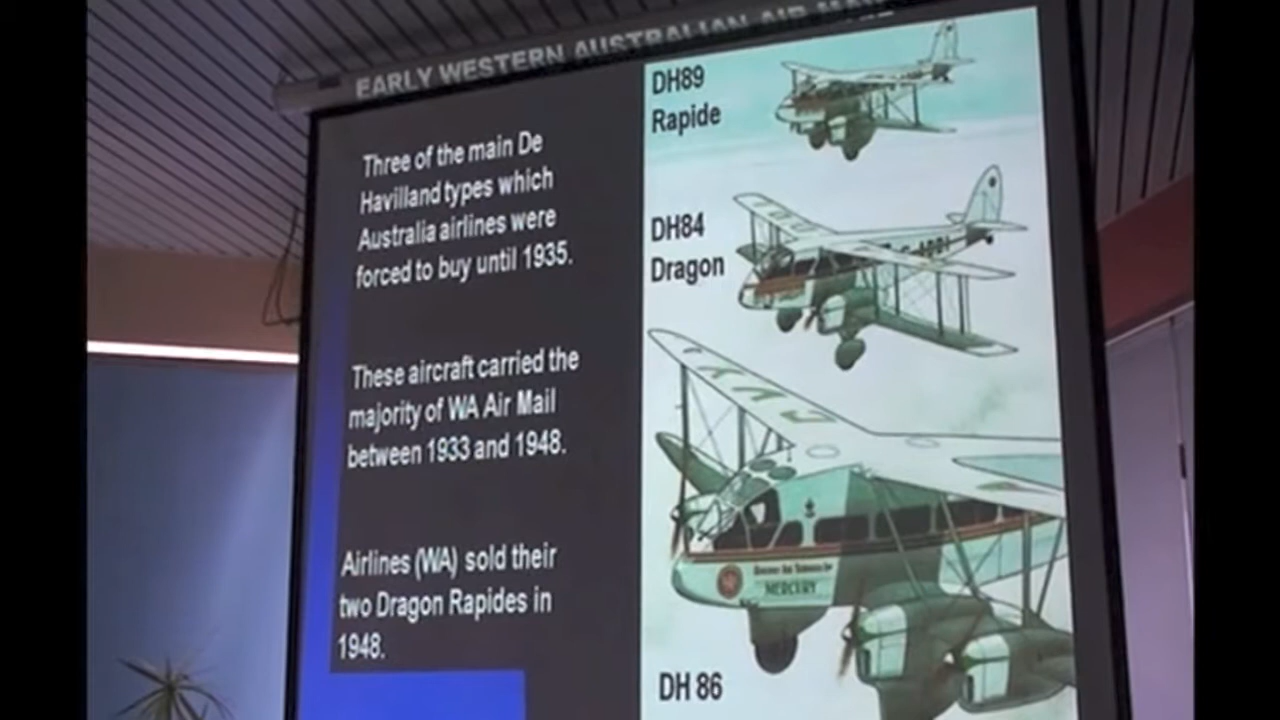 EARLY WESTERN AUSTRALIAN AIR MAIL
Three of the main De
Havilland types which
Australia airlines were
forced to buy until 1935.
These aircraft carried the
majority of WA Air Mail
between 1933 and 1948.
Airlines (WA) sold their
two Dragon Rapides in
1948.
DH89
Rapide
DH84
Dragon
MERCURY
DH 86